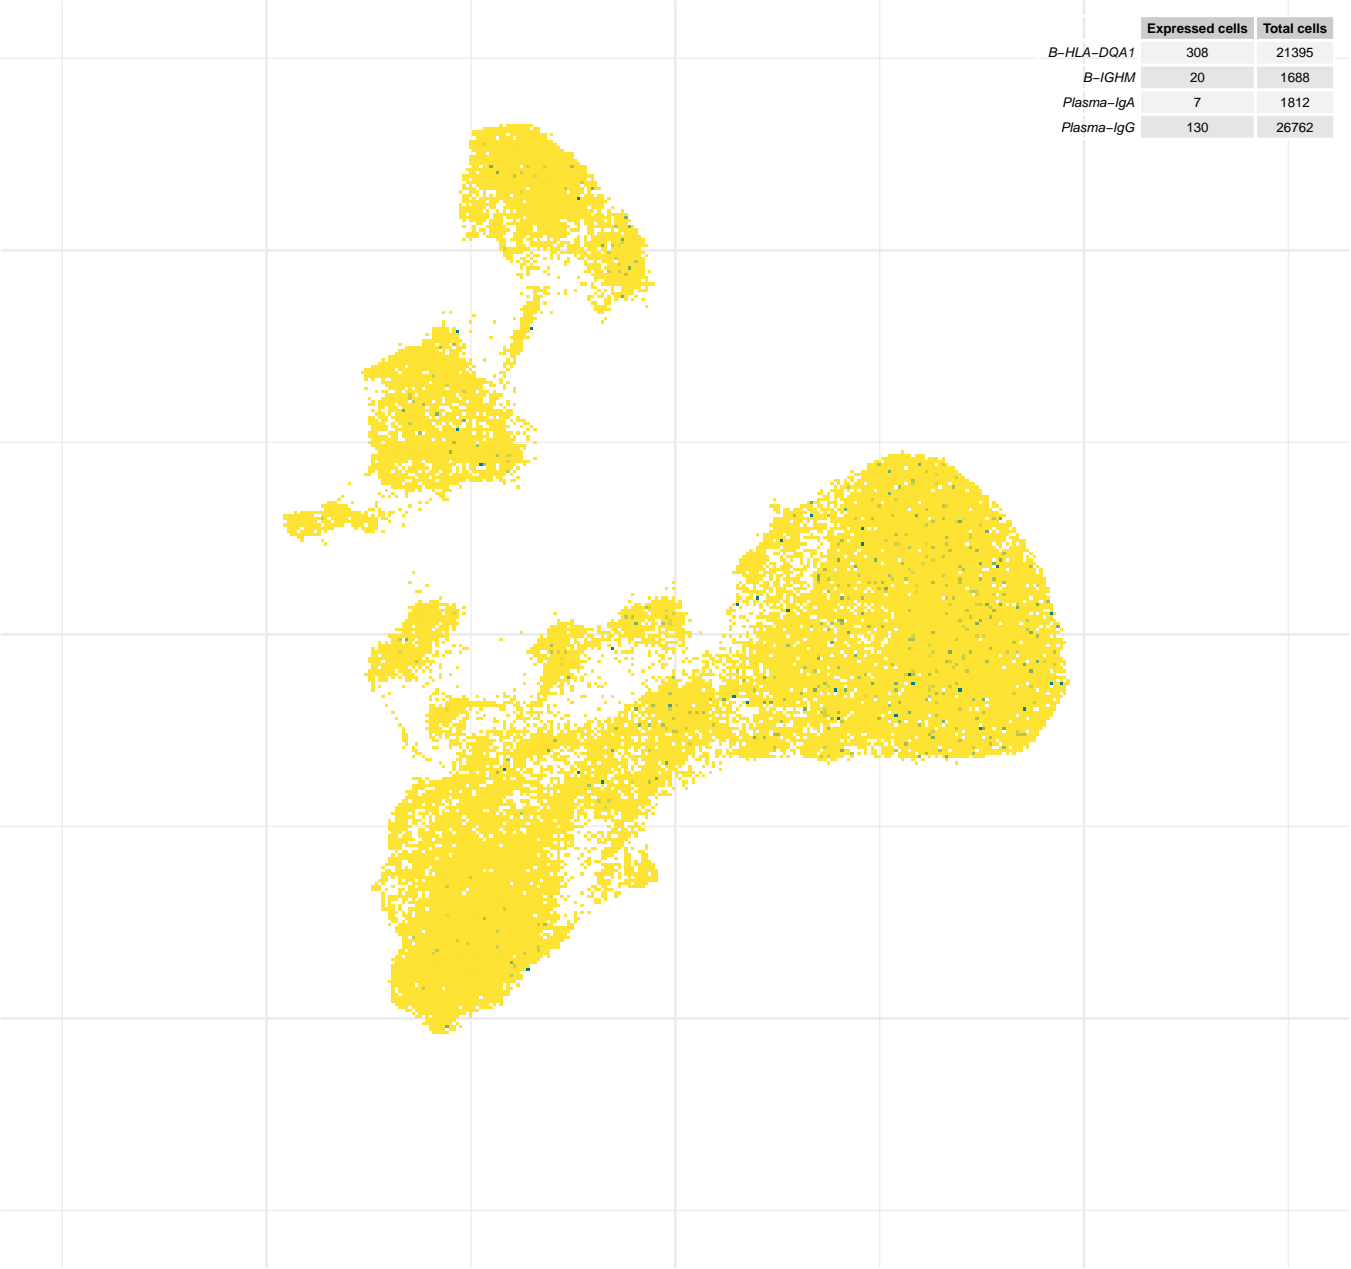 Expressed cells Total cells
B−HLA−DQA1 308 21395
B−IGHM 20 1688
Plasma−IgA 7 1812
Plasma−IgG 130 26762